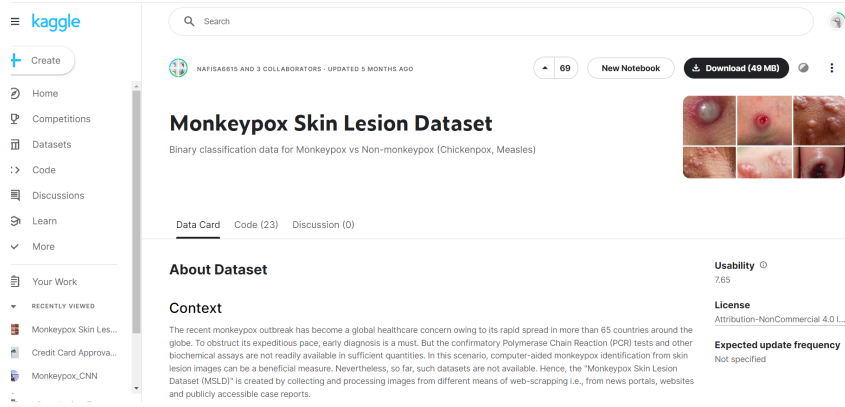 kaggle
Search
Create
NAFISA6615 AND 3 COLLABORATORS · UPDATED 5 MONTHS AGO
69
New Notebook
Download (49 MB)
Home
Competitions
Datasets
Code
Discussions
Learn
More
Your Work
RECENTLY VIEWED
Monkeypox Skin Les...
Credit Card Approva...
Monkeypox_CNN
Monkeypox Skin Lesion Dataset
Binary classification data for Monkeypox vs Non-monkeypox (Chickenpox, Measles)
Data Card Code (23) Discussion (0)
About Dataset
Context
The recent monkeypox outbreak has become a global healthcare concern owing to its rapid spread in more than 65 countries around the
globe. To obstruct its expeditious pace, early diagnosis is a must. But the confirmatory Polymerase Chain Reaction (PCR) tests and other
biochemical assays are not readily available in sufficient quantities. In this scenario, computer-aided monkeypox identification from skin
lesion images can be a beneficial measure. Nevertheless, so far, such datasets are not available. Hence, the "Monkeypox Skin Lesion
Dataset (MSLD)" is created by collecting and processing images from different means of web-scrapping i.e., from news portals, websites
and publicly accessible case reports.
Usability
7.65
License
Attribution-NonCommercial 4.0 I...
Expected update frequency
Not specified